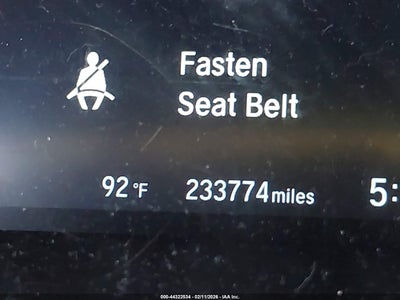 Fasten
Seat Belt
92 °F 233774 miles 5:
000-44322534 - 02/11/2026 - IAA Inc.